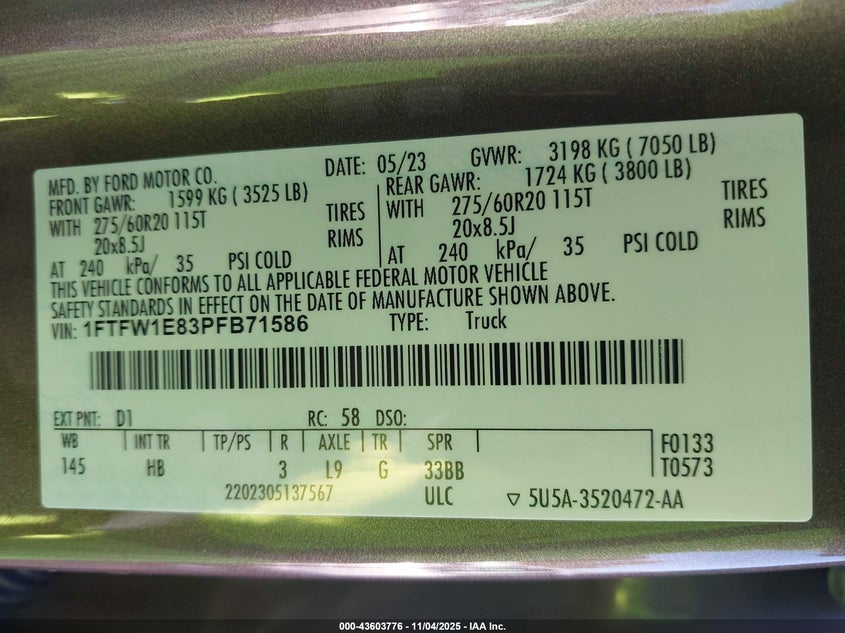 MFD. BY FORD MOTOR CO. DATE: 05/23 GVWR: 3198 KG ( 7050 LB)
FRONT GAWR: 1599 KG ( 3525 LB) REAR GAWR: 1724 KG ( 3800 LB)
WITH 275/60R20 115T TIRES WITH 275/60R20 115T TIRES
20x8.5J RIMS 20x8.5J RIMS
AT 240 kPa/ 35 PSI COLD AT 240 kPa/ 35 PSI COLD
THIS VEHICLE CONFORMS TO ALL APPLICABLE FEDERAL MOTOR VEHICLE
SAFETY STANDARDS IN EFFECT ON THE DATE OF MANUFACTURE SHOWN ABOVE.
VIN: 1FTFW1E83PFB71586 TYPE: Truck
EXT PNT: D1 RC: 58 DSO:
WB INT TR TP/PS R AXLE TR SPR F0133
145 HB 3 L9 G 33BB T0573
2202305137567 ULC ▽ 5U5A-3520472-AA
000-43603776 - 11/04/2025 - IAA Inc.